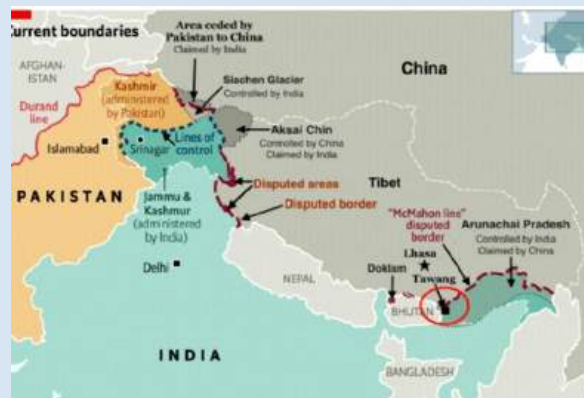 Current boundaries
Area ceded by
Pakistan to China
Claimed by India
AFGHAN-
ISTAN
Durand
line
Kashmir
(administered
by Pakistan)
Siachen Glacier
Controlled by India
China
Islamabad
Srinagar
Lines of
control
Aksai Chin
Controlled by China
Claimed by India
PAKISTAN
Jammu &
Kashmur
(administered
by India)
Disputed areas
Disputed border
Tibet
"McMahon line"
disputed
border
Arunachai Pradesh
Controlled by India
Claimed by China
Delhi
NEPAL
Doklam
Lhasa
Tawang
BHUTAN
INDIA
BANGLADESH